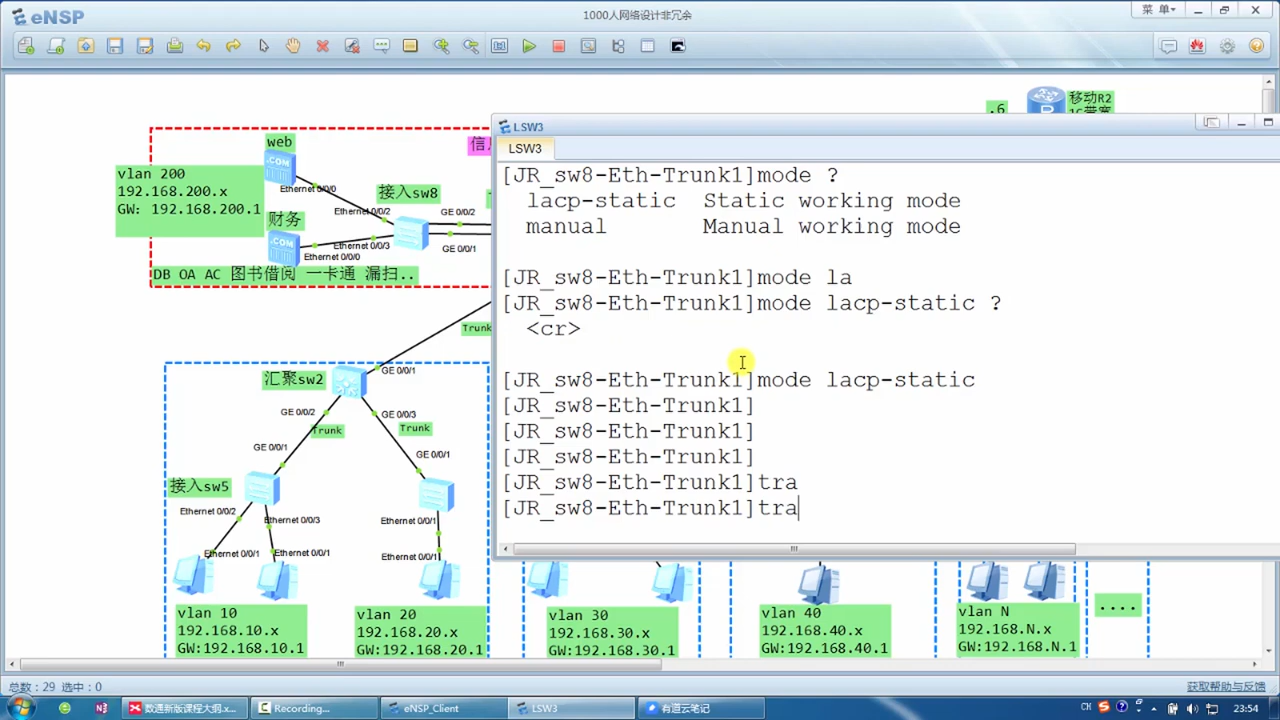 eNSP
1000人网络设计非冗余
菜 单
.6
移动R2
web
vlan 200
192.168.200.x
GW: 192.168.200.1
接入sw8
Ethernet 0/0/0
Ethernet 0/0/2
GE 0/0/2
财务
Ethernet 0/0/3
GE 0/0/1
Ethernet 0/0/0
DB OA AC 图书借阅 一卡通 漏扫..
Trunk
汇聚sw2
GE 0/0/1
GE 0/0/2
GE 0/0/3
Trunk
Trunk
GE 0/0/1
GE 0/0/1
接入sw5
Ethernet 0/0/2
Ethernet 0/0/3
Ethernet 0/0/1
Ethernet 0/0/1
Ethernet 0/0/1
Ethernet 0/0/1
vlan 10
192.168.10.x
GW:192.168.10.1
vlan 20
192.168.20.x
GW:192.168.20.1
vlan 30
192.168.30.x
GW:192.168.30.1
vlan 40
192.168.40.x
GW:192.168.40.1
vlan N
192.168.N.x
GW:192.168.N.1
....
LSW3
LSW3
[JR_sw8-Eth-Trunk1]mode ?
lacp-static Static working mode
manual Manual working mode
[JR_sw8-Eth-Trunk1]mode la
[JR_sw8-Eth-Trunk1]mode lacp-static ?
<cr>
[JR_sw8-Eth-Trunk1]mode lacp-static
[JR_sw8-Eth-Trunk1]
[JR_sw8-Eth-Trunk1]
[JR_sw8-Eth-Trunk1]
[JR_sw8-Eth-Trunk1]tra
[JR_sw8-Eth-Trunk1]tra
总数: 29 选中: 0
获取帮助与反馈
数通新版课程大纲.x...
Recording...
eNSP_Client
LSW3
有道云笔记
CH
23:54